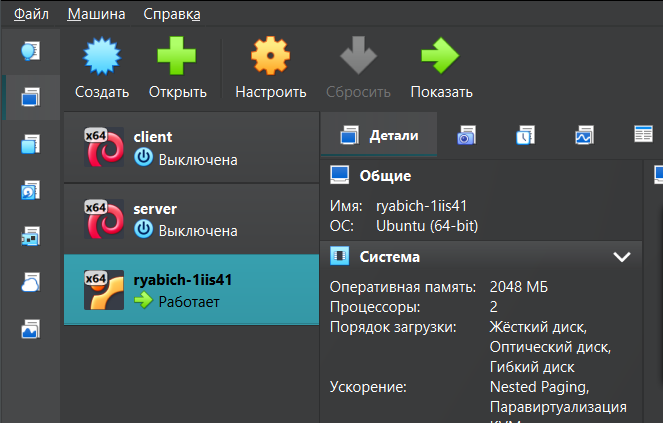 Файл Машина Справка
Создать Открыть Настроить Сбросить Показать
x64 client
Выключена
x64 server
Выключена
x64 ryabich-1iis41
Работает
Детали
Общие
Имя: ryabich-1iis41
ОС: Ubuntu (64-bit)
Система
Оперативная память: 2048 МБ
Процессоры: 2
Порядок загрузки: Жёсткий диск,
Оптический диск,
Гибкий диск
Ускорение: Nested Paging,
Паравиртуализация